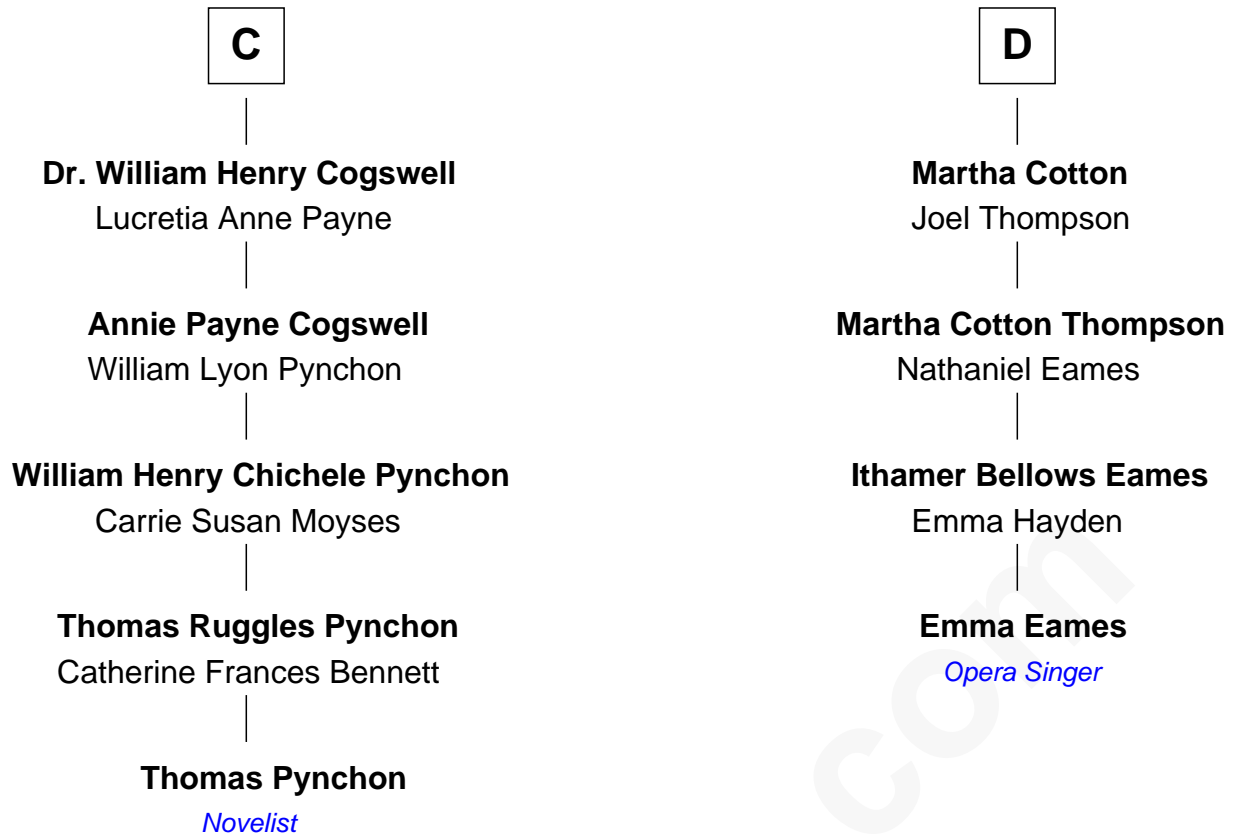 C
Dr. William Henry Cogswell
Lucretia Anne Payne
Annie Payne Cogswell
William Lyon Pynchon
William Henry Chichele Pynchon
Carrie Susan Moyses
Thomas Ruggles Pynchon
Catherine Frances Bennett
Thomas Pynchon
Novelist
D
Martha Cotton
Joel Thompson
Martha Cotton Thompson
Nathaniel Eames
Ithamer Bellows Eames
Emma Hayden
Emma Eames
Opera Singer
com